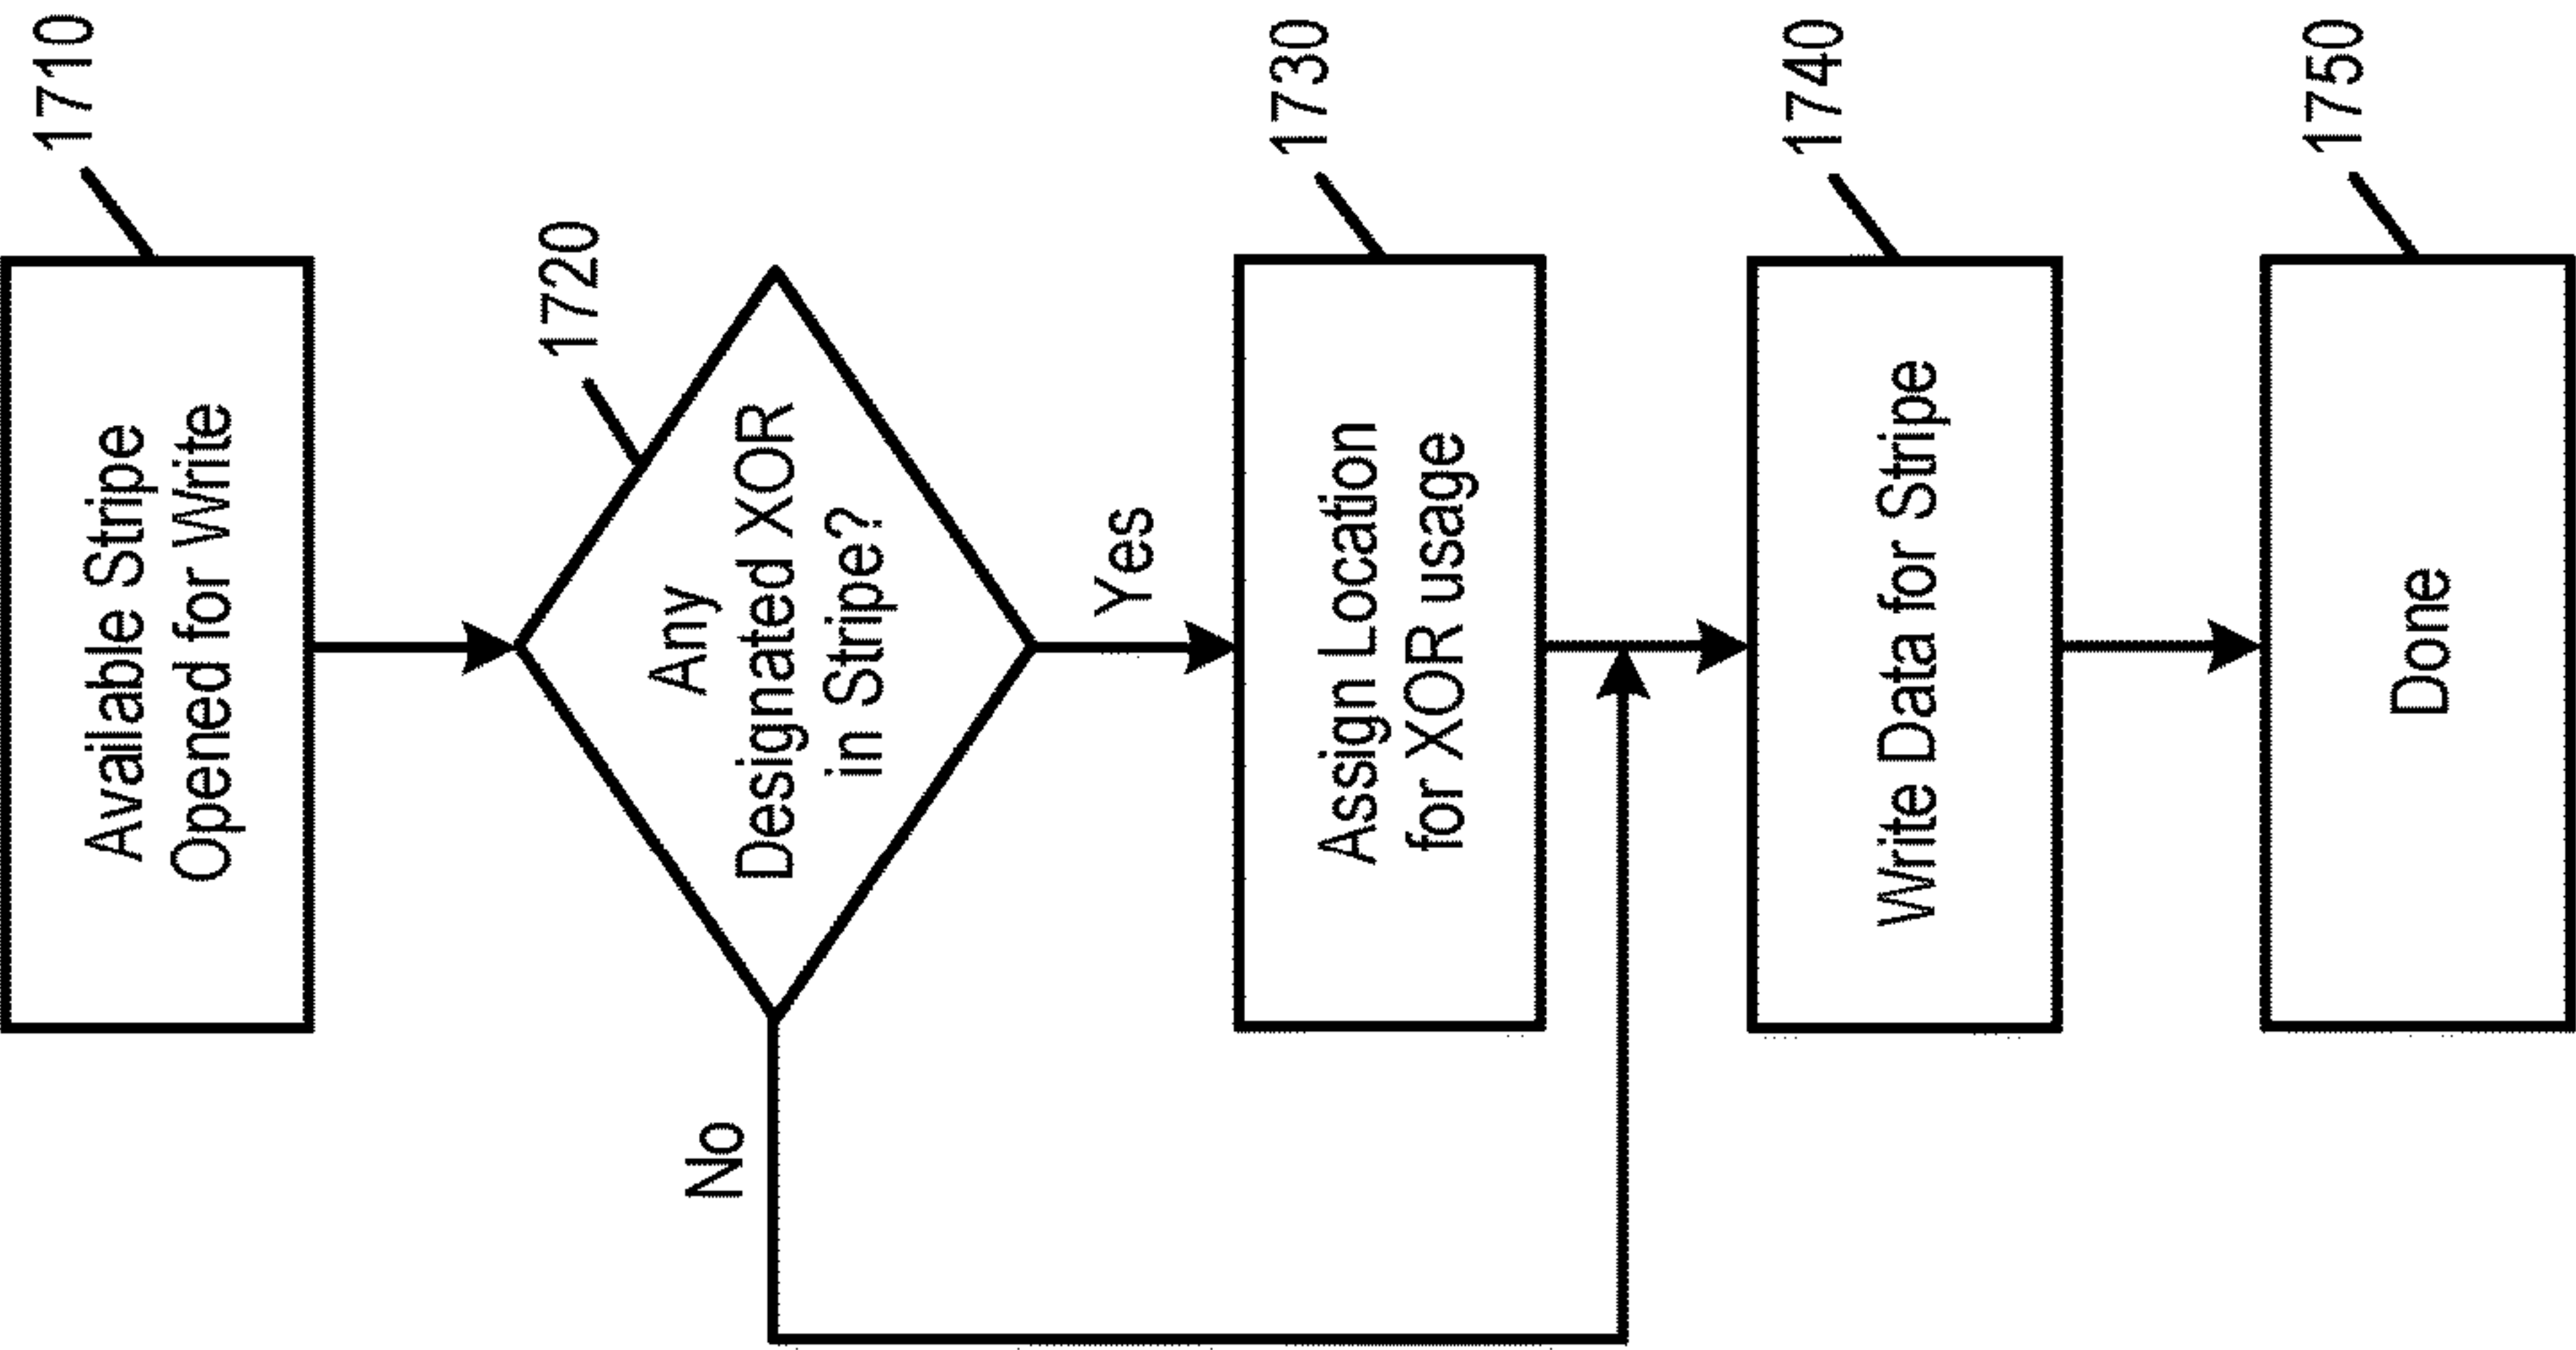 1710
Available Stripe
Opened for Write
1720
Any
Designated XOR
in Stripe?
No
Yes
1730
Assign Location
for XOR usage
1740
Write Data for Stripe
1750
Done